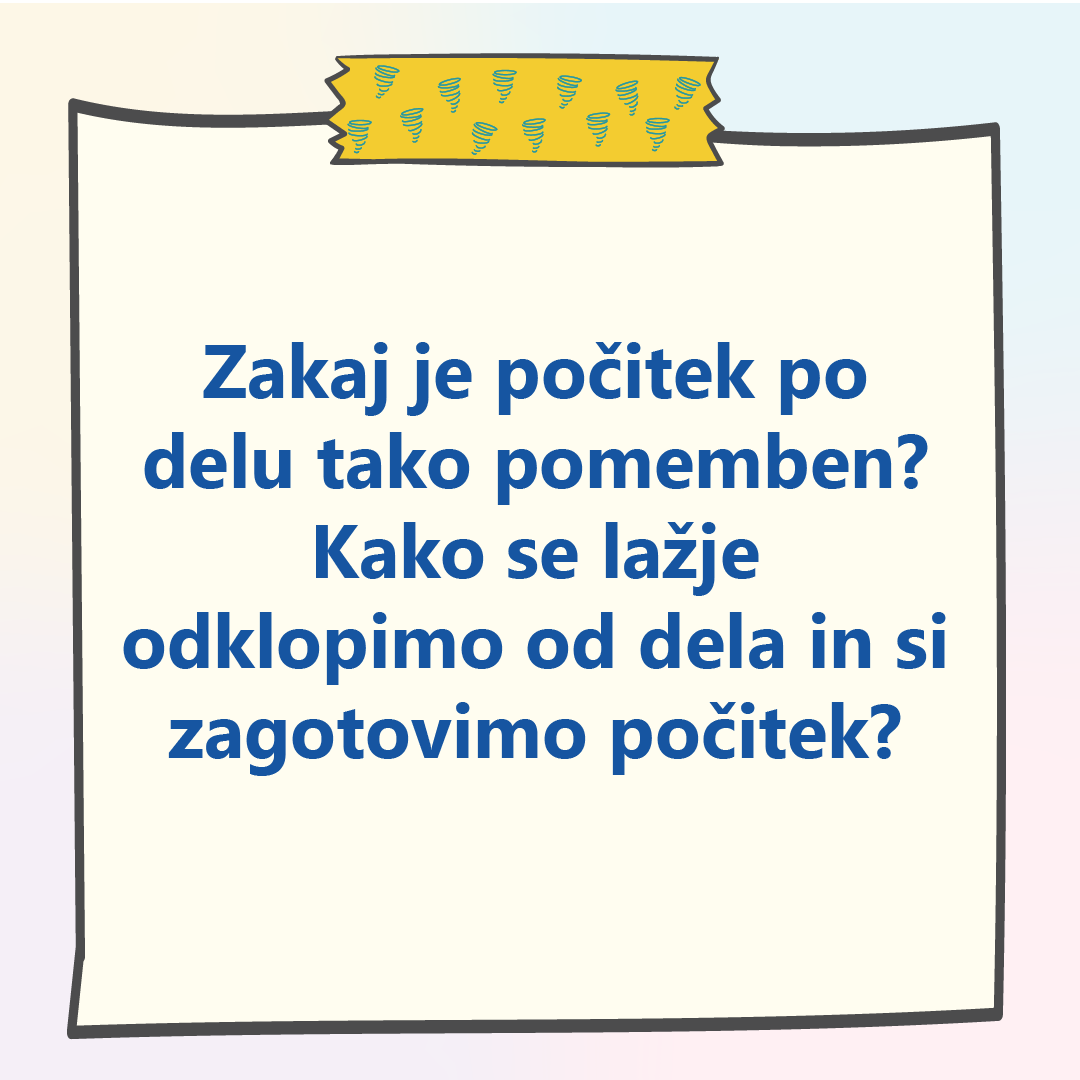 Zakaj je počitek po
delu tako pomemben?
Kako se lažje
odklopimo od dela in si
zagotovimo počitek?